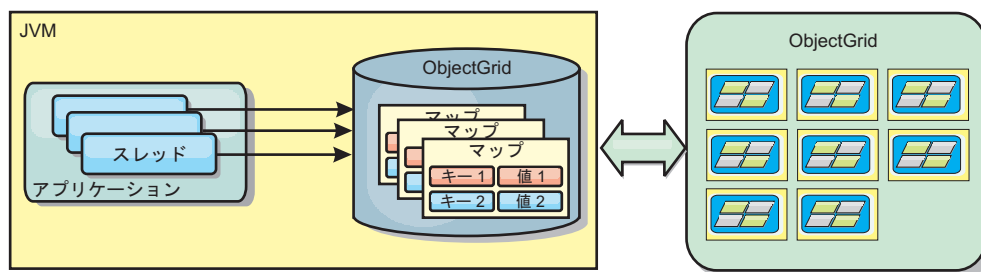 JVM
ObjectGrid
マップ
マップ
マップ
キー 1
値 1
キー 2
値 2
スレッド
アプリケーション
ObjectGrid